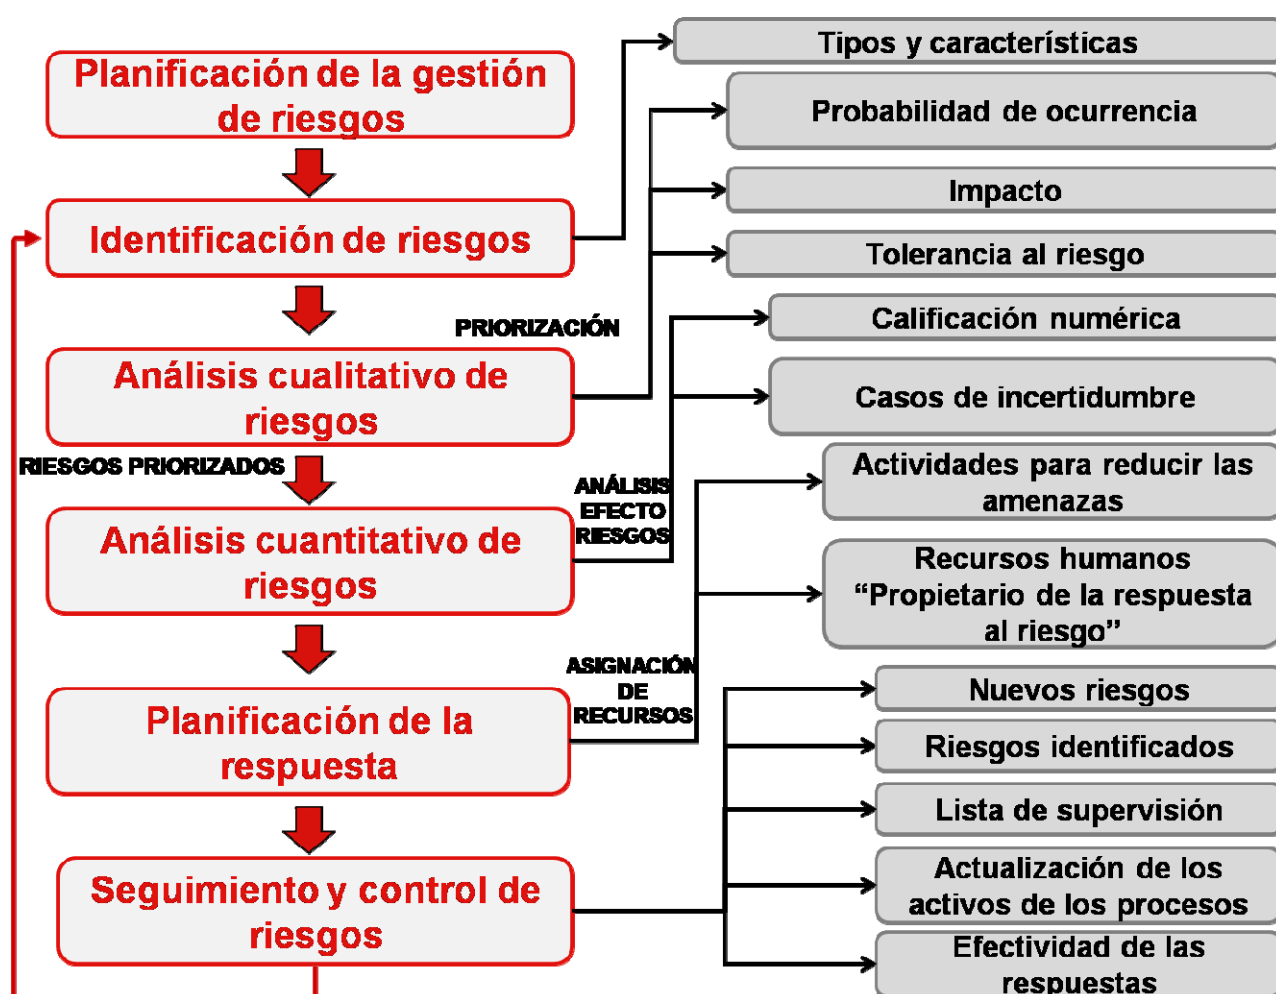 Planificación de la gestión
de riesgos
Identificación de riesgos
PRIORIZACIÓN
Análisis cualitativo de
riesgos
RIESGOS PRIORIZADOS
ANÁLISIS
EFECTO
RIESGOS
Análisis cuantitativo de
riesgos
ASIGNACIÓN
DE
RECURSOS
Planificación de la
respuesta
Seguimiento y control de
riesgos
Tipos y características
Probabilidad de ocurrencia
Impacto
Tolerancia al riesgo
Calificación numérica
Casos de incertidumbre
Actividades para reducir las
amenazas
Recursos humanos
“Propietario de la respuesta
al riesgo”
Nuevos riesgos
Riesgos identificados
Lista de supervisión
Actualización de los
activos de los procesos
Efectividad de las
respuestas